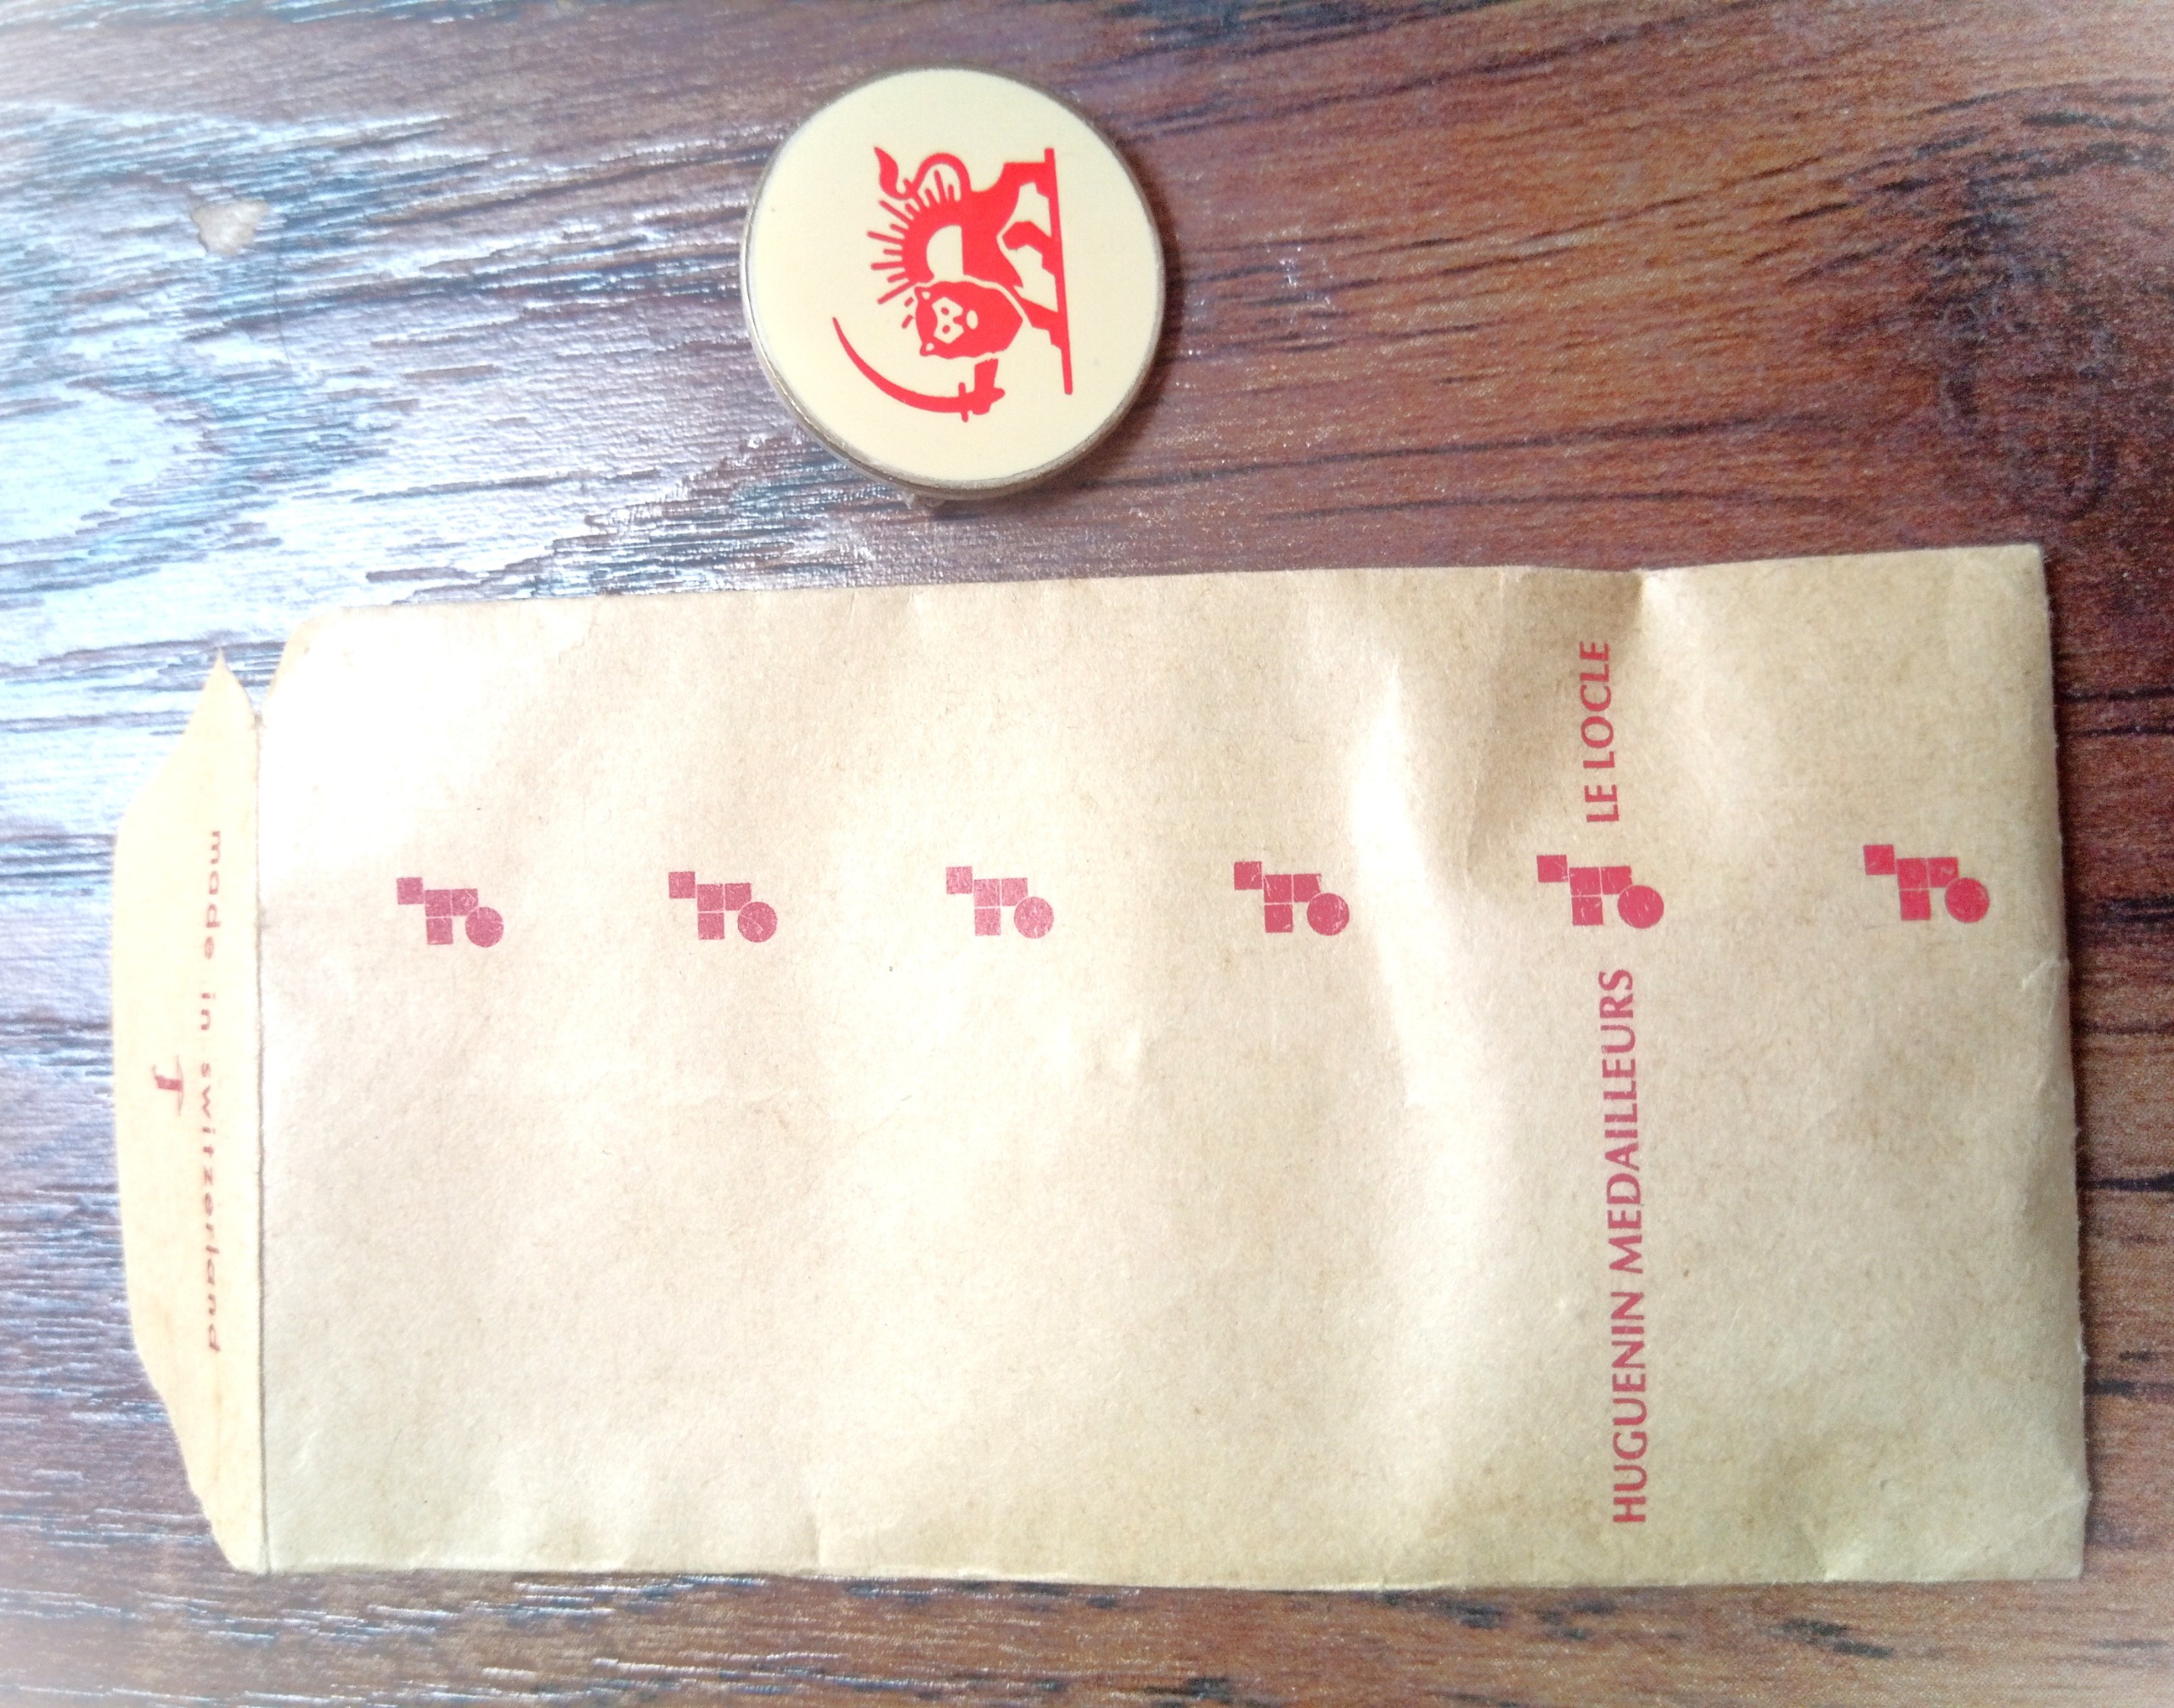 made in switzerland
HUGUENIN MEDAILLEURS LE LOCLE